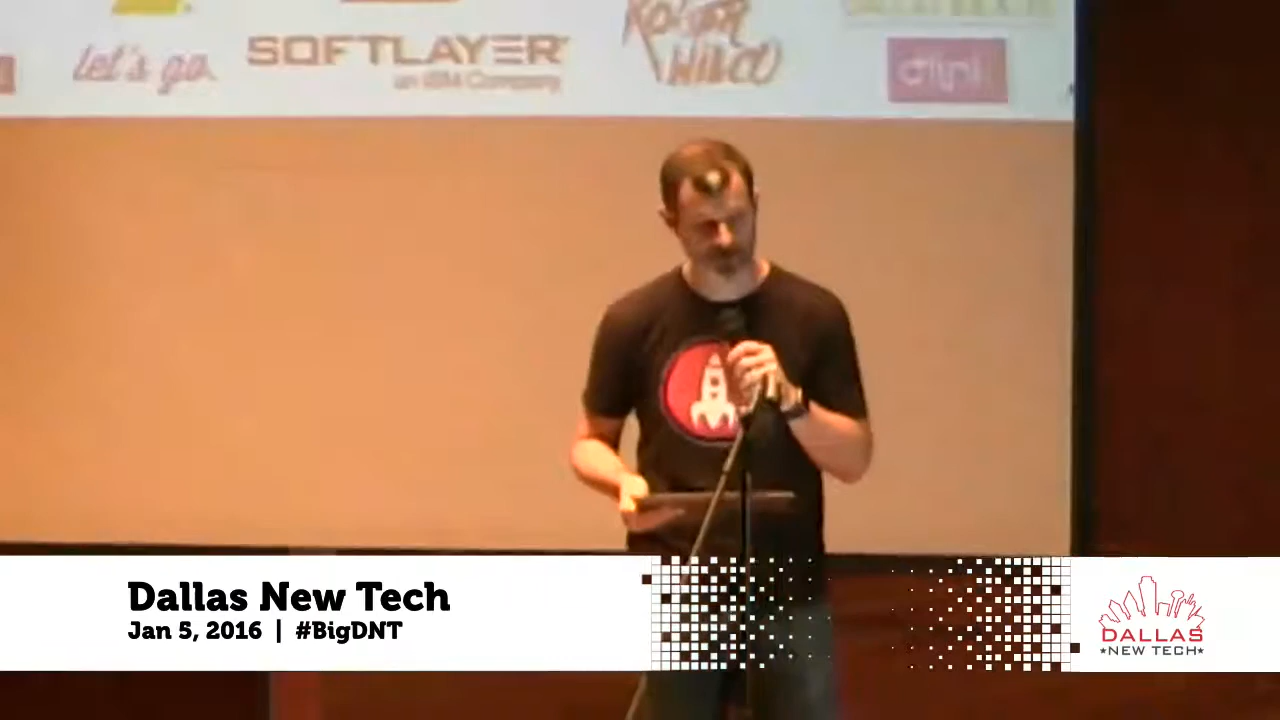 let's go.
SOFTLAYER
an IBM Company
Dallas New Tech
Jan 5, 2016 | #BigDNT
DALLAS
NEW TECH